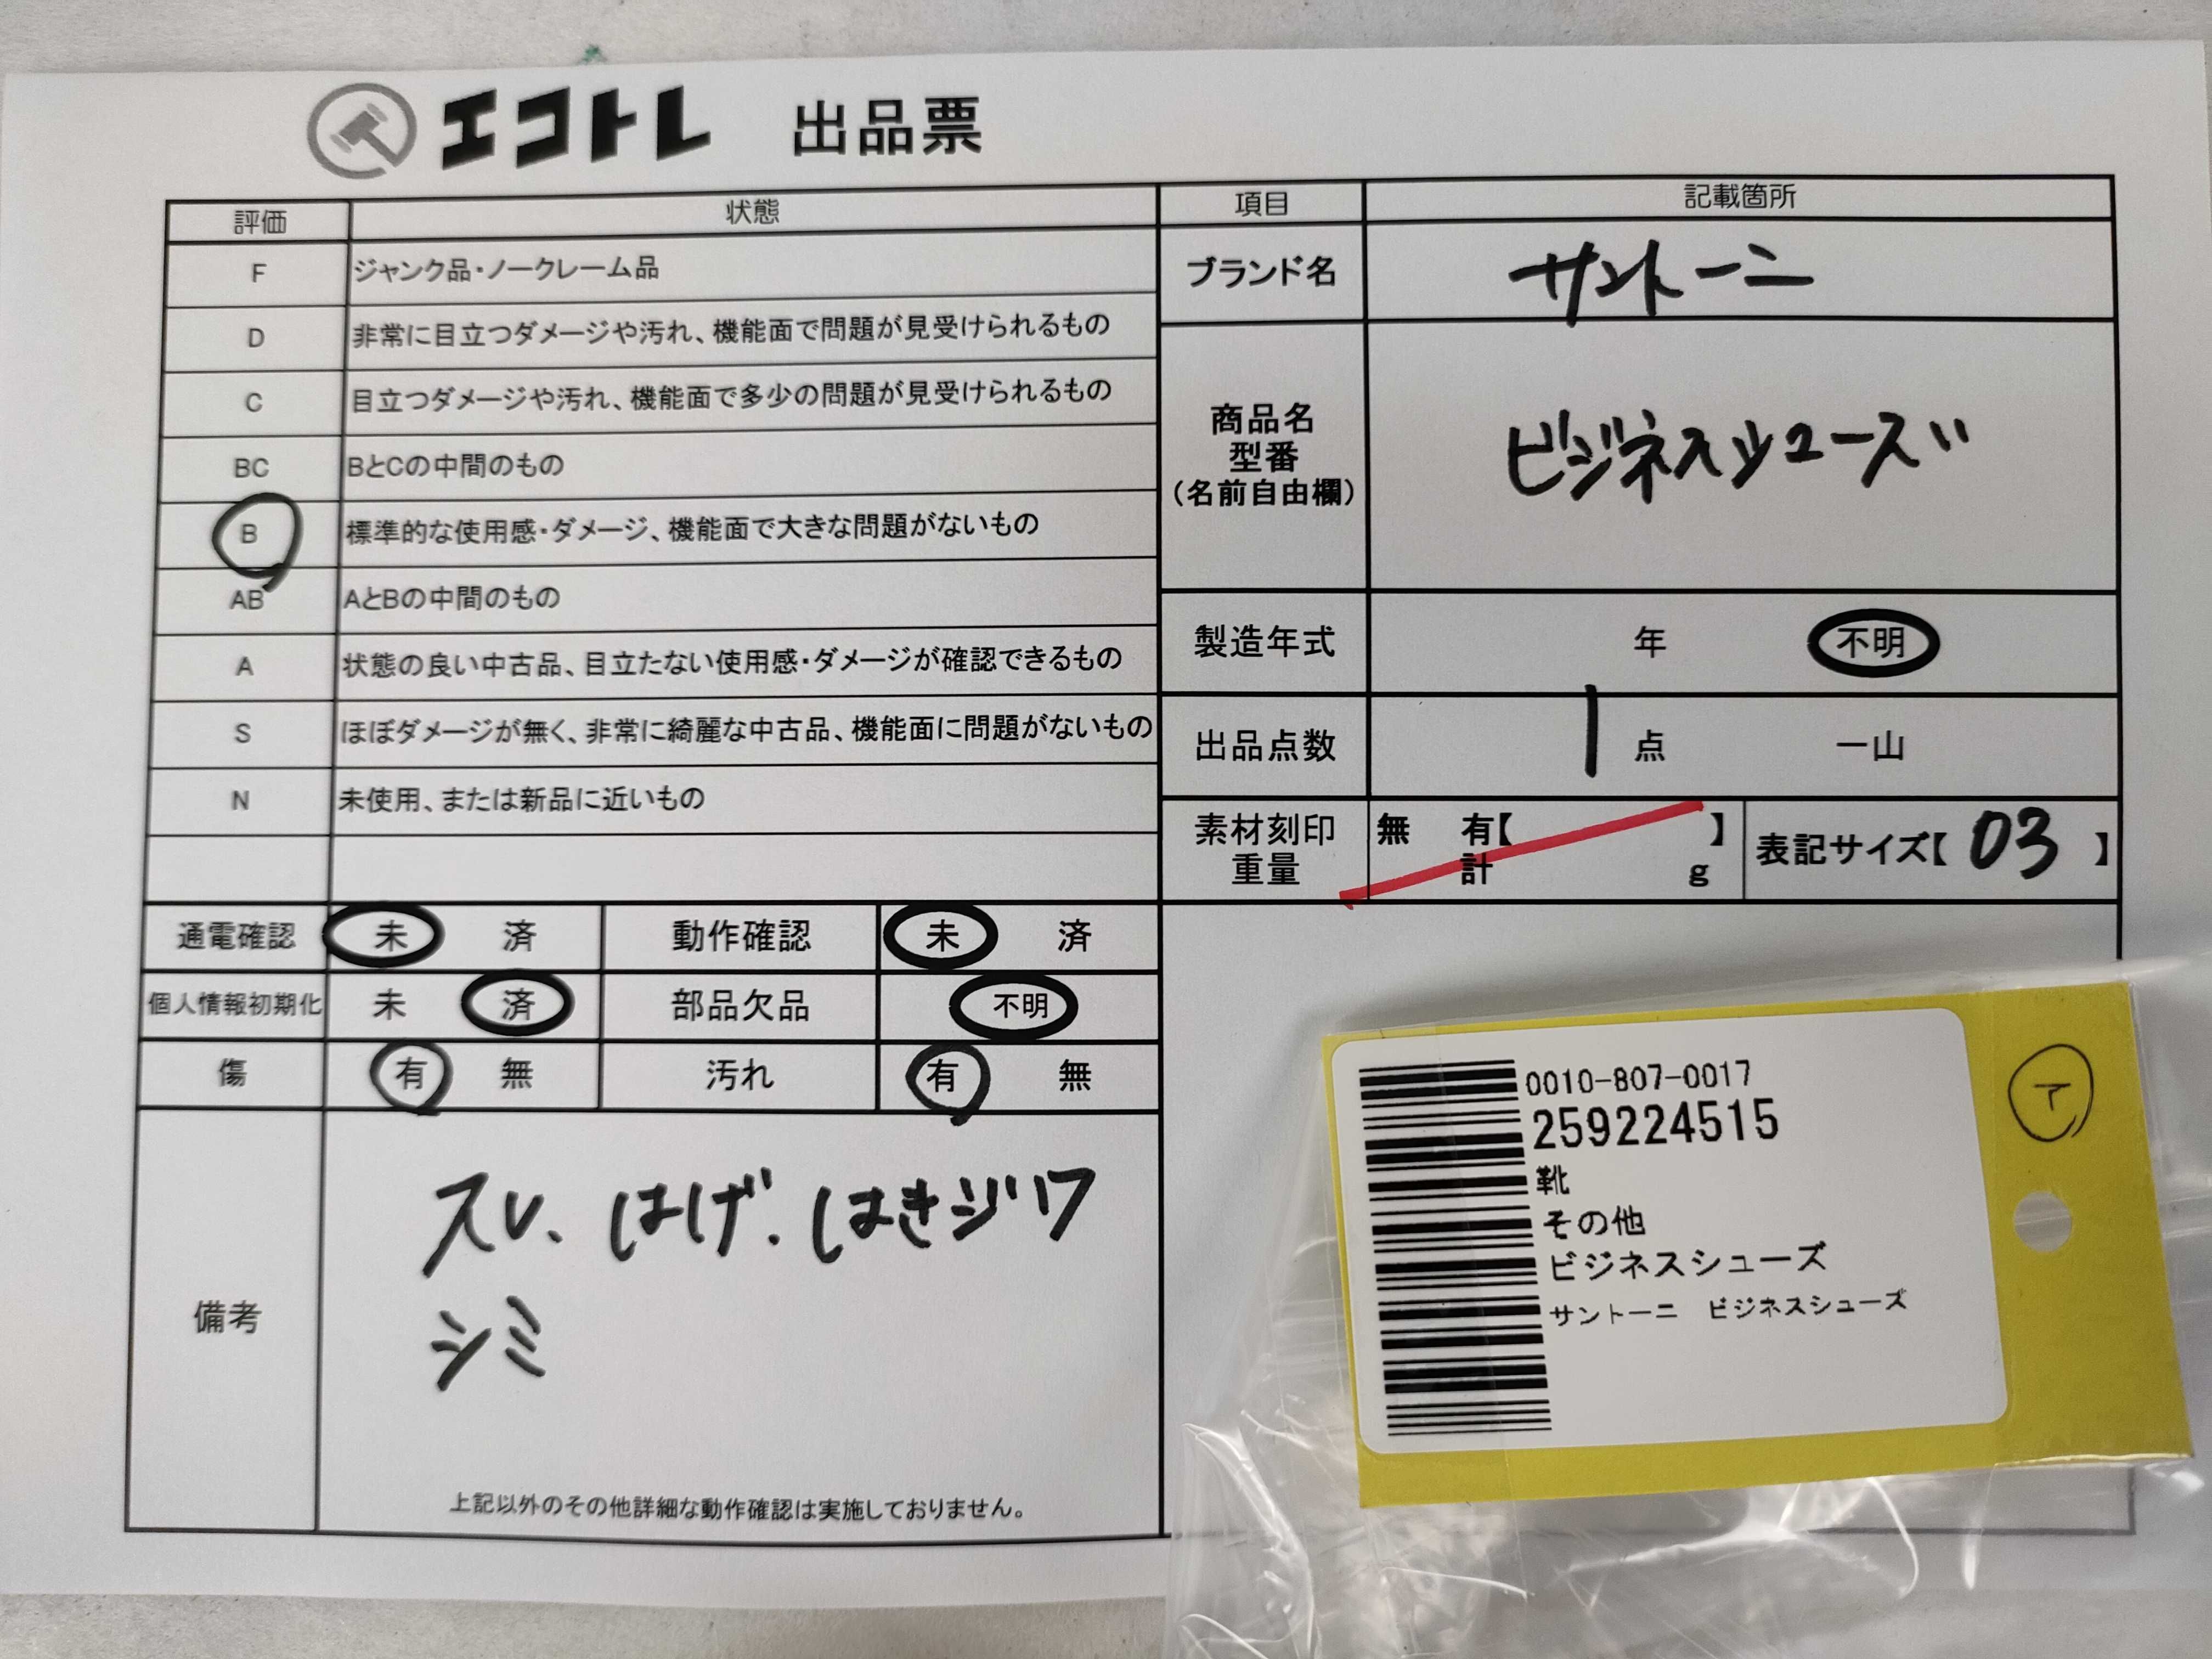 エコトレ 出品票
評価 状態
F ジャンク品・ノークレーム品
D 非常に目立つダメージや汚れ、機能面で問題が見受けられるもの
C 目立つダメージや汚れ、機能面で多少の問題が見受けられるもの
BC BとCの中間のもの
B 標準的な使用感・ダメージ、機能面で大きな問題がないもの
AB AとBの中間のもの
A 状態の良い中古品、目立たない使用感・ダメージが確認できるもの
S ほぼダメージが無く、非常に綺麗な中古品、機能面に問題がないもの
N 未使用、または新品に近いもの
項目 記載箇所
ブランド名 サントーニ
商品名
型番
(名前自由欄)
ビジネスシューズ
製造年式 年 不明
出品点数 1 点 一山
素材刻印 無 有【 】
重量 計 g
表記サイズ【 03 】
通電確認 未 済 動作確認 未 済
個人情報初期化 未 済 部品欠品 不明
傷 有 無 汚れ 有 無
備考
スレ、はげ、はきジワ
シミ
上記以外のその他詳細な動作確認は実施しておりません。
0010-807-0017
259224515
靴
その他
ビジネスシューズ
サントーニ ビジネスシューズ
ア